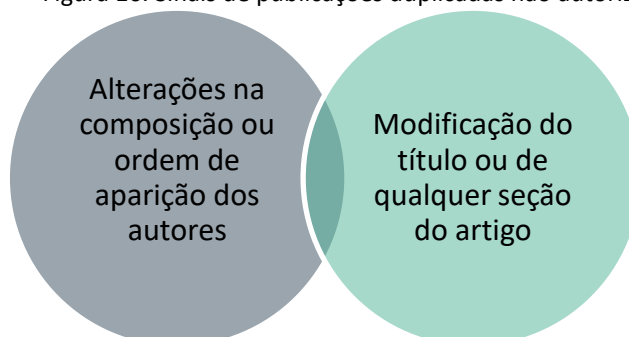 Alterações na
composição ou
ordem de
aparição dos
autores
Modificação do
título ou de
qualquer seção
do artigo